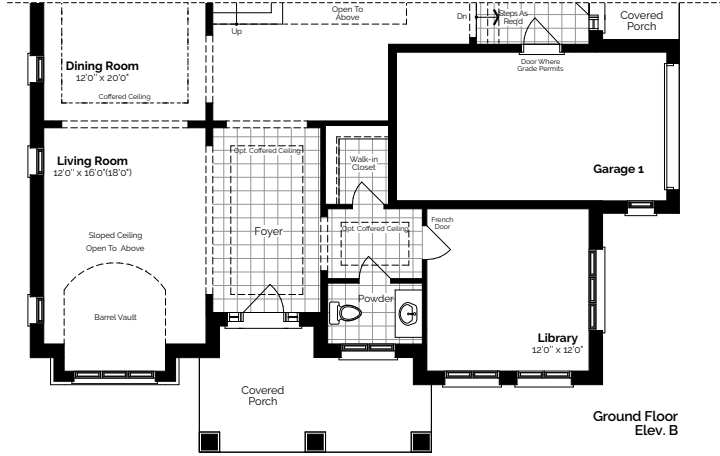 Open To
Above
Up
Dn
Steps As
Req'd
Covered
Porch
Dining Room
12'0" x 20'0"
Coffered Ceiling
Door Where
Grade Permits
Living Room
12'0" x 16'0"(18'0")
Opt. Coffered Ceiling
Walk-in
Closet
Garage 1
Sloped Ceiling
Open To Above
Foyer
Opt. Coffered Ceiling
French
Door
Barrel Vault
Powder
Library
12'0" x 12'0"
Covered
Porch
Ground Floor
Elev. B